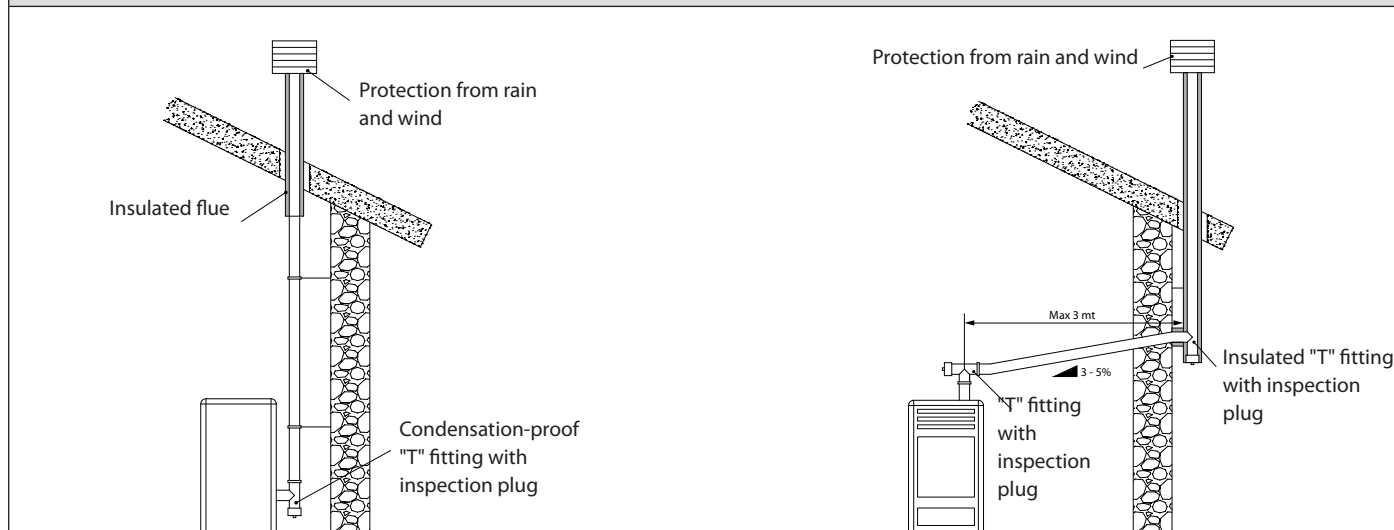 Protection from rain
and wind
Insulated flue
Condensation-proof
"T" fitting with
inspection plug
Protection from rain and wind
Max 3 mt
3 - 5%
Insulated "T" fitting
with inspection
plug
"T" fitting
with
inspection
plug